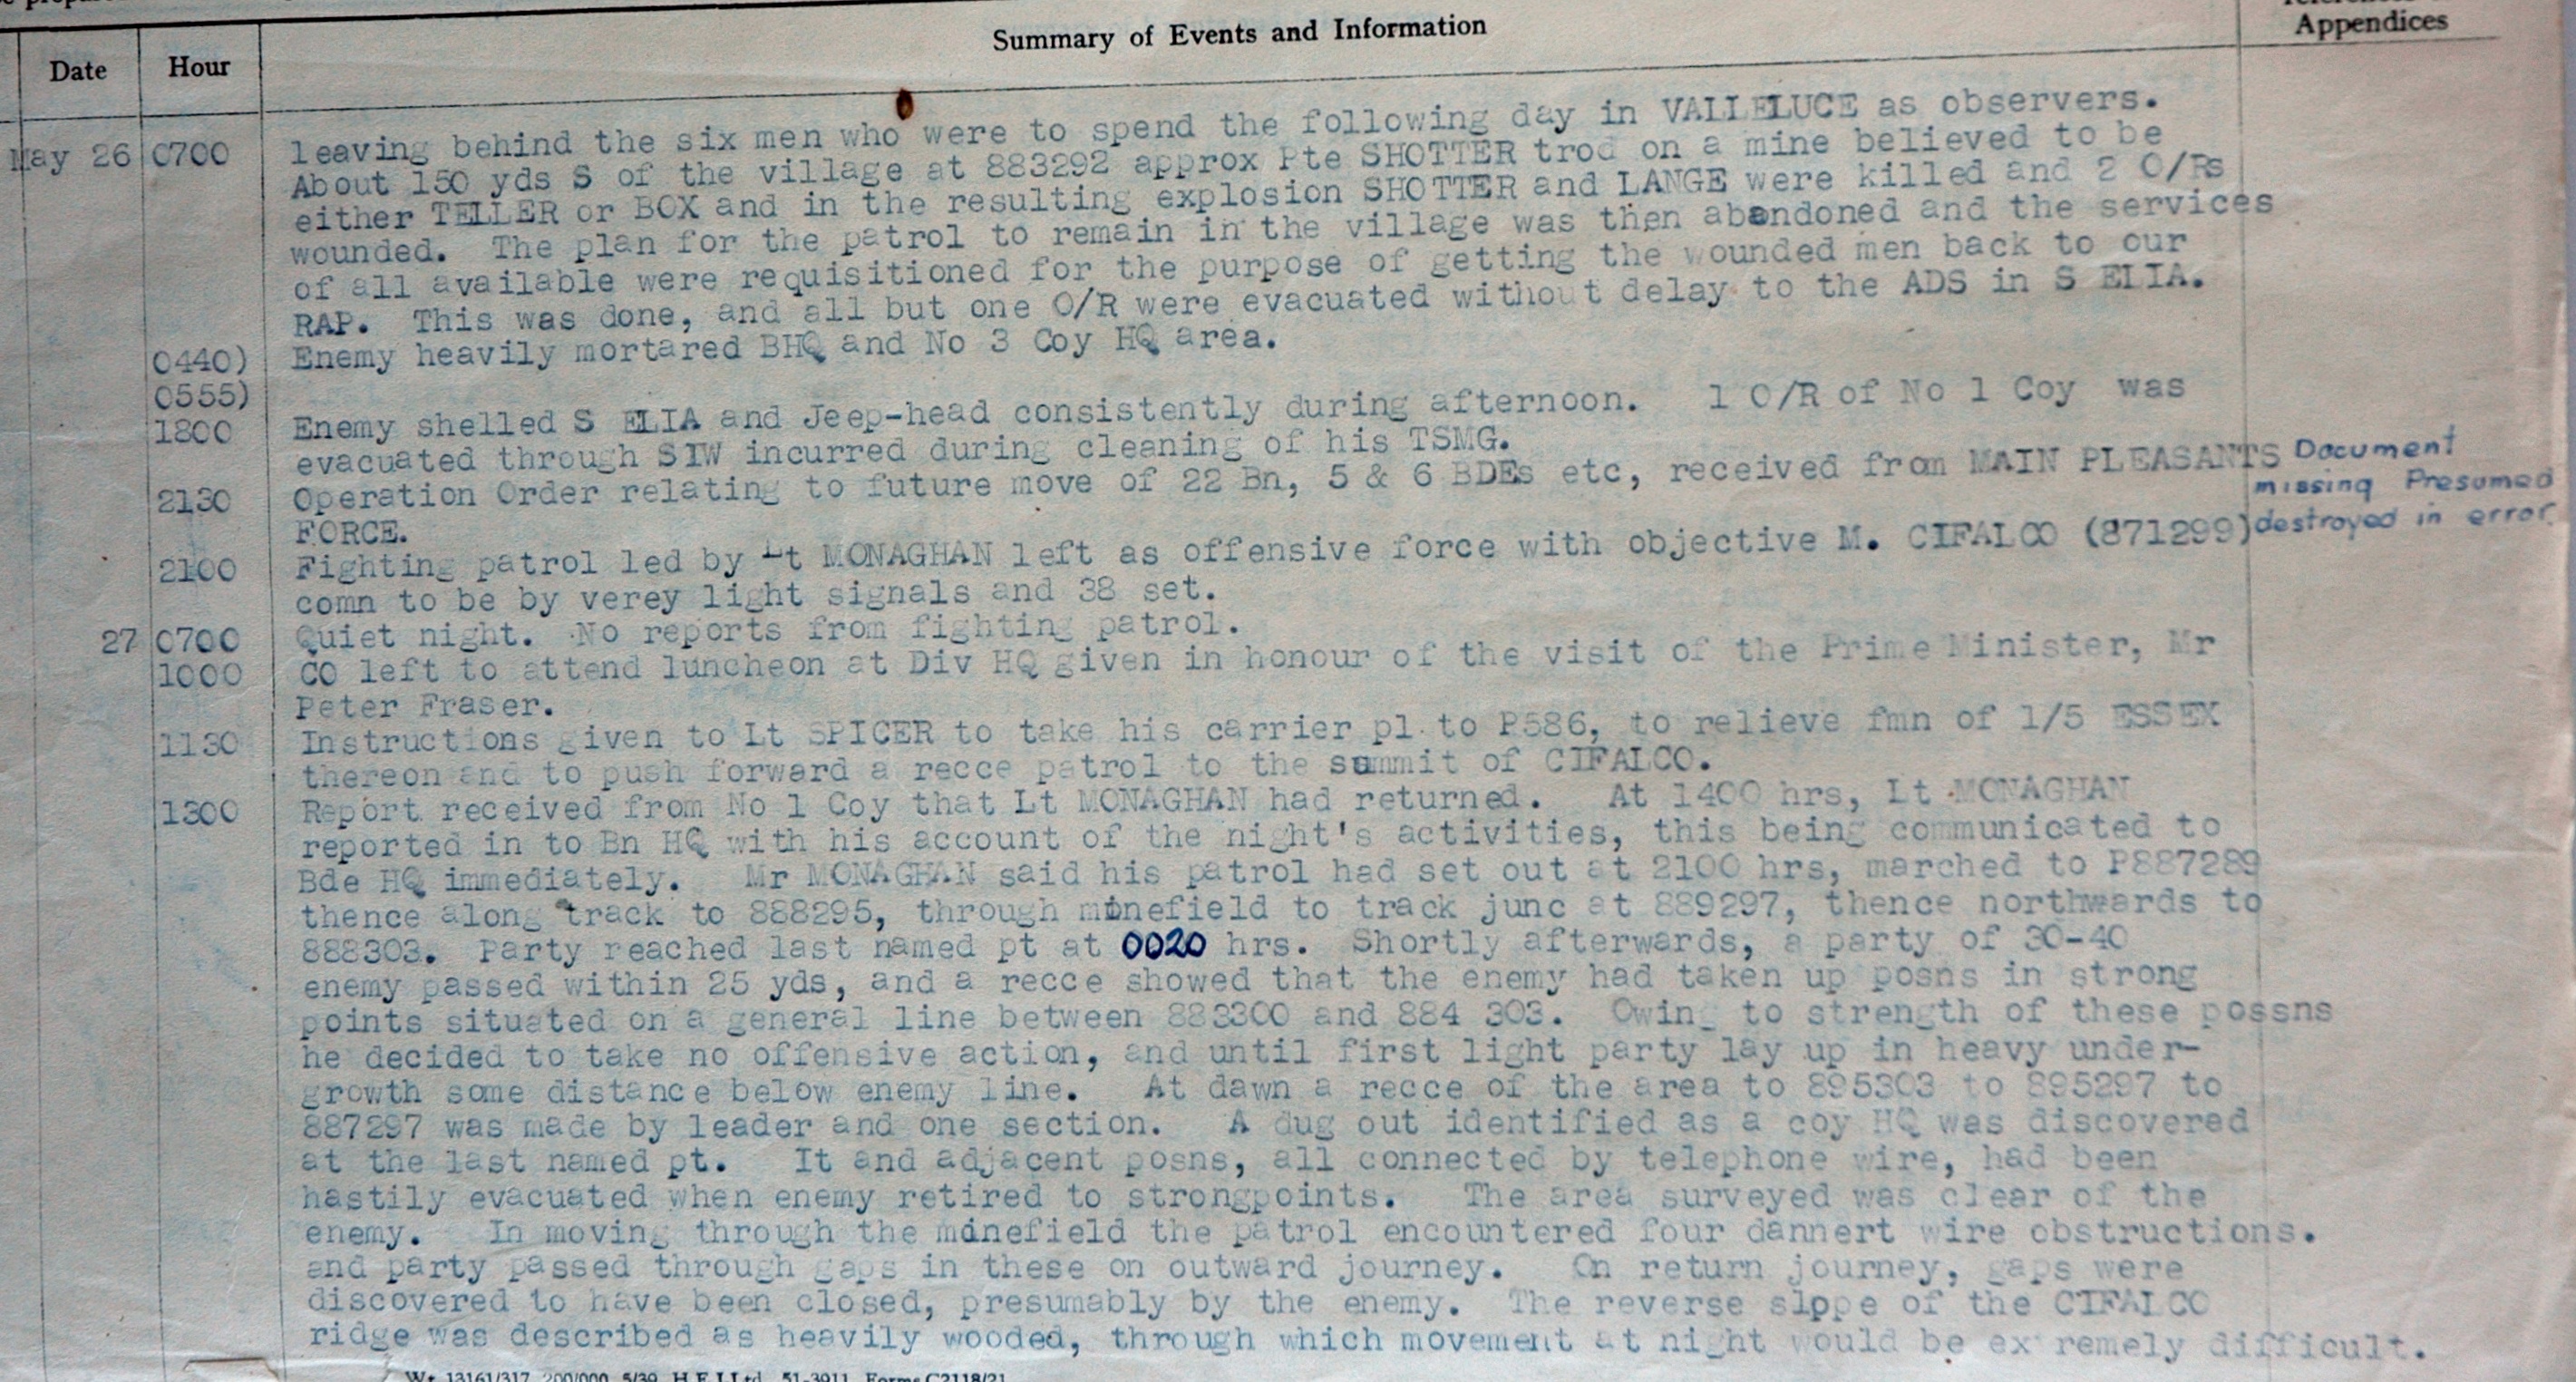 Summary of Events and Information
Appendices
Date Hour
May 26 0700 leaving behind the six men who were to spend the following day in VALLELUCE as observers.
About 150 yds S of the village at 883292 approx Pte SHOTTER trod on a mine believed to be
either TELLER or BOX and in the resulting explosion SHOTTER and LANGE were killed and 2 O/Rs
wounded. The plan for the patrol to remain in the village was then abandoned and the services
of all available were requisitioned for the purpose of getting the wounded men back to our
RAP. This was done, and all but one O/R were evacuated without delay to the ADS in S ELIA.
0440) Enemy heavily mortared BHQ and No 3 Coy HQ area.
0555)
1800 Enemy shelled S ELIA and Jeep-head consistently during afternoon. 1 O/R of No 1 Coy was
evacuated through SIW incurred during cleaning of his TSMG.
2130 Operation Order relating to future move of 22 Bn, 5 & 6 BDEs etc, received from MAIN PLEASANTS Document
FORCE. missing Presumed
destroyed in error
2100 Fighting patrol led by Lt MONAGHAN left as offensive force with objective M. CIFALCO (871299)
comn to be by verey light signals and 38 set.
27 0700 Quiet night. No reports from fighting patrol.
1000 CO left to attend luncheon at Div HQ given in honour of the visit of the Prime Minister, Mr
Peter Fraser.
1130 Instructions given to Lt SPICER to take his carrier pl to P586, to relieve fmn of 1/5 ESSEX
thereon and to push forward a recce patrol to the summit of CIFALCO.
1300 Report received from No 1 Coy that Lt MONAGHAN had returned. At 1400 hrs, Lt MONAGHAN
reported in to Bn HQ with his account of the night's activities, this being communicated to
Bde HQ immediately. Mr MONAGHAN said his patrol had set out at 2100 hrs, marched to P887289
thence along track to 888295, through minefield to track junc at 889297, thence northwards to
888303. Party reached last named pt at 0020 hrs. Shortly afterwards, a party of 30-40
enemy passed within 25 yds, and a recce showed that the enemy had taken up posns in strong
points situated on a general line between 883300 and 884 303. Owing to strength of these possns
he decided to take no offensive action, and until first light party lay up in heavy under-
growth some distance below enemy line. At dawn a recce of the area to 895303 to 895297 to
887297 was made by leader and one section. A dug out identified as a coy HQ was discovered
at the last named pt. It and adjacent posns, all connected by telephone wire, had been
hastily evacuated when enemy retired to strongpoints. The area surveyed was clear of the
enemy. In moving through the minefield the patrol encountered four dannert wire obstructions.
and party passed through gaps in these on outward journey. On return journey, gaps were
discovered to have been closed, presumably by the enemy. The reverse slppe of the CIFALCO
ridge was described as heavily wooded, through which movement at night would be ex remely difficult.